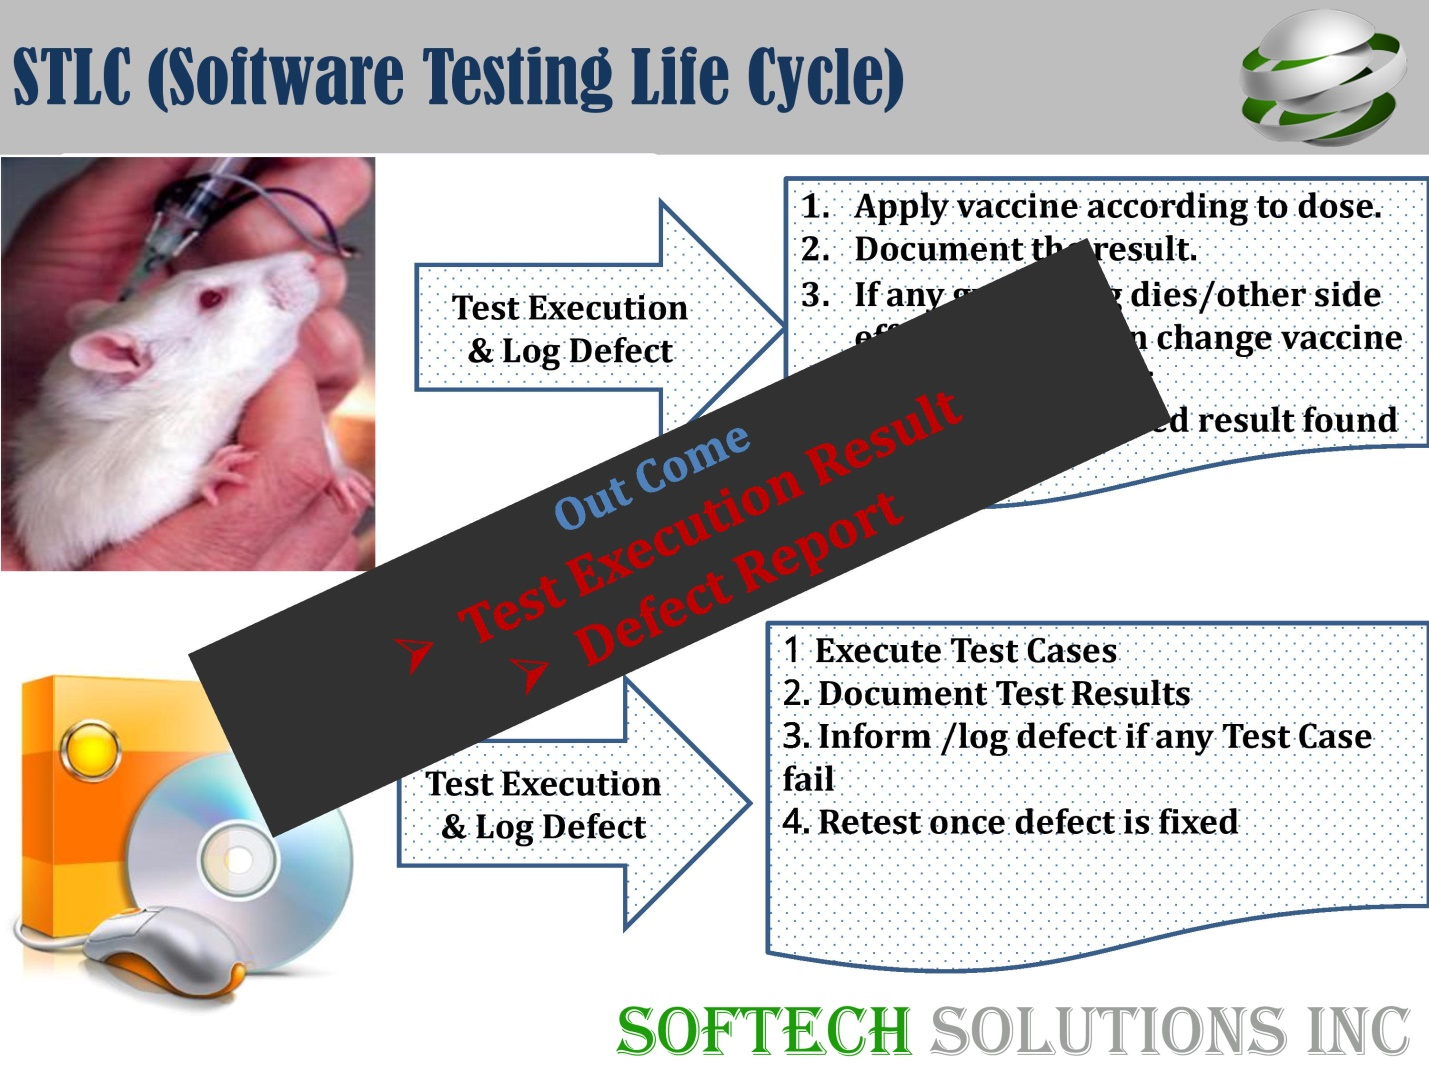 STLC (Software Testing Life Cycle)
Test Execution
& Log Defect
1. Apply vaccine according to dose.
2. Document the result.
3. If any dies/other side
change vaccine
result found
Out Come
➢ Test Execution Result
➢ Defect Report
Test Execution
& Log Defect
1 Execute Test Cases
2. Document Test Results
3. Inform /log defect if any Test Case
fail
4. Retest once defect is fixed
SOFTECH SOLUTIONS INC